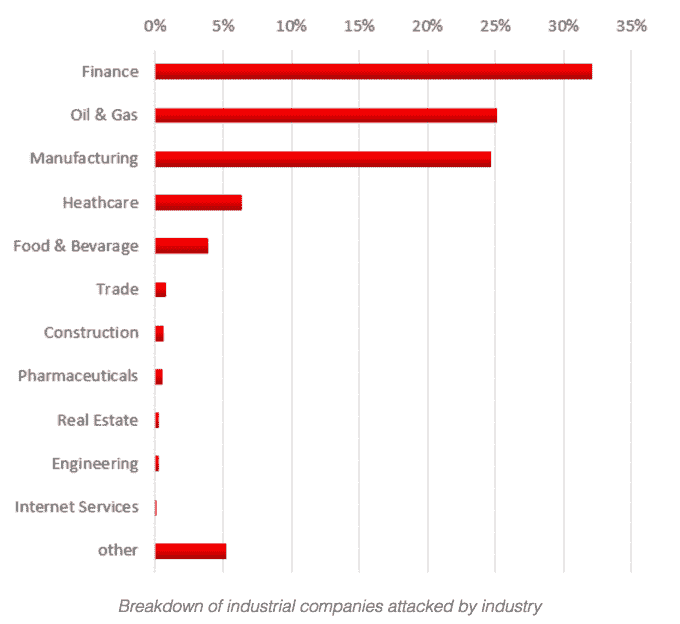 0% 5% 10% 15% 20% 25% 30% 35%
Finance
Oil & Gas
Manufacturing
Heathcare
Food & Bevarage
Trade
Construction
Pharmaceuticals
Real Estate
Engineering
Internet Services
other
Breakdown of industrial companies attacked by industry